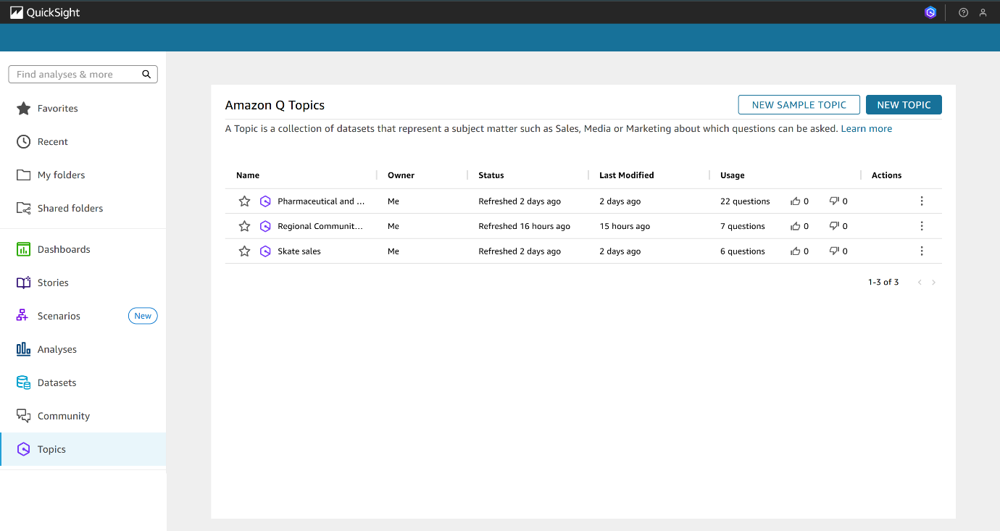 QuickSight
Find analyses & more
Favorites
Recent
My folders
Shared folders
Dashboards
Stories
Scenarios New
Analyses
Datasets
Community
Topics
Amazon Q Topics NEW SAMPLE TOPIC NEW TOPIC
A Topic is a collection of datasets that represent a subject matter such as Sales, Media or Marketing about which questions can be asked. Learn more
Name Owner Status Last Modified Usage Actions
Pharmaceutical and ... Me Refreshed 2 days ago 2 days ago 22 questions 0 0
Regional Communit... Me Refreshed 16 hours ago 15 hours ago 7 questions 0 0
Skate sales Me Refreshed 2 days ago 2 days ago 6 questions 0 0
1-3 of 3